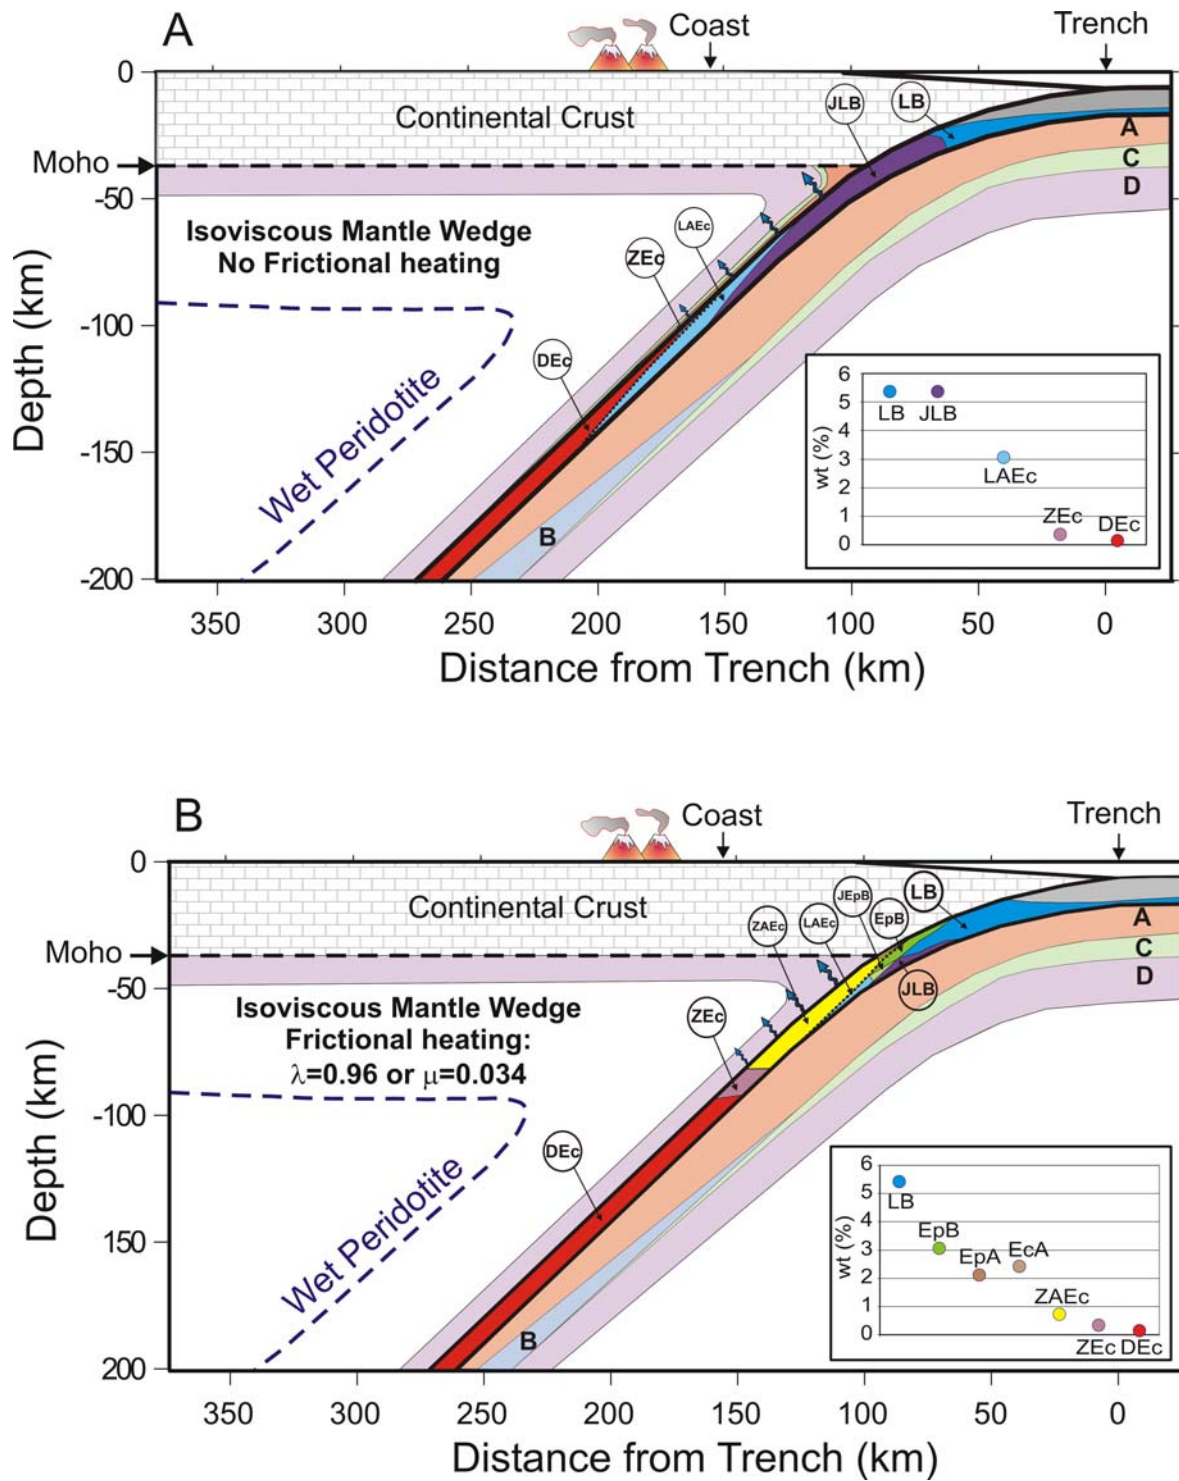 A
Coast
Trench
0
Continental Crust
JLB
LB
A
C
D
Moho
-50
Isoviscous Mantle Wedge
No Frictional heating
LAEc
ZEc
-100
DEc
Wet Peridotite
-150
B
-200
Depth (km)
6
5
4
3
2
1
0
wt (%)
LB
JLB
LAEc
ZEc
DEc
350
300
250
200
150
100
50
0
Distance from Trench (km)
B
Coast
Trench
0
Continental Crust
JEpB
LB
ZAEc
LAEc
EpB
A
C
D
Moho
-50
JLB
Isoviscous Mantle Wedge
Frictional heating:
λ=0.96 or μ=0.034
ZEc
-100
DEc
Wet Peridotite
150
B
200
Depth (km)
6
5
4
3
2
1
0
wt (%)
LB
EpB
EpA
EcA
ZAEc
ZEc
DEc
350
300
250
200
150
100
50
0
Distance from Trench (km)